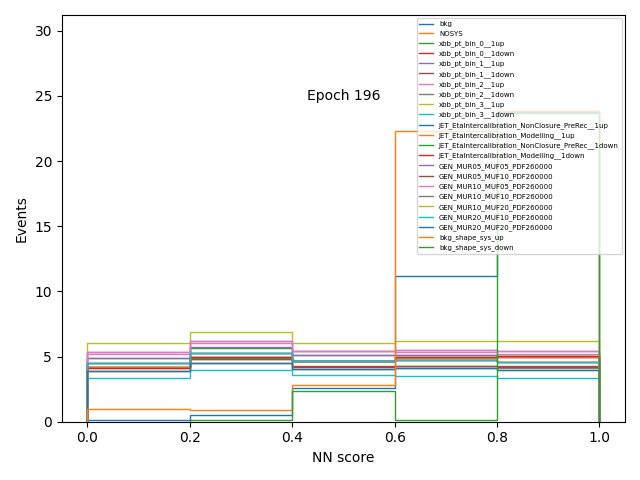 bkg
NOSYS
xbb_pt_bin_0__1up
xbb_pt_bin_0__1down
xbb_pt_bin_1__1up
xbb_pt_bin_1__1down
xbb_pt_bin_2__1up
xbb_pt_bin_2__1down
xbb_pt_bin_3__1up
xbb_pt_bin_3__1down
JET_EtaIntercalibration_NonClosure_PreRec__1up
JET_EtaIntercalibration_Modelling__1up
JET_EtaIntercalibration_NonClosure_PreRec__1down
JET_EtaIntercalibration_Modelling__1down
GEN_MUR05_MUF05_PDF260000
GEN_MUR05_MUF10_PDF260000
GEN_MUR10_MUF05_PDF260000
GEN_MUR10_MUF10_PDF260000
GEN_MUR10_MUF20_PDF260000
GEN_MUR20_MUF10_PDF260000
GEN_MUR20_MUF20_PDF260000
bkg_shape_sys_up
bkg_shape_sys_down
Epoch 196
30
25
20
15
10
5
0
Events
0.0 0.2 0.4 0.6 0.8 1.0
NN score